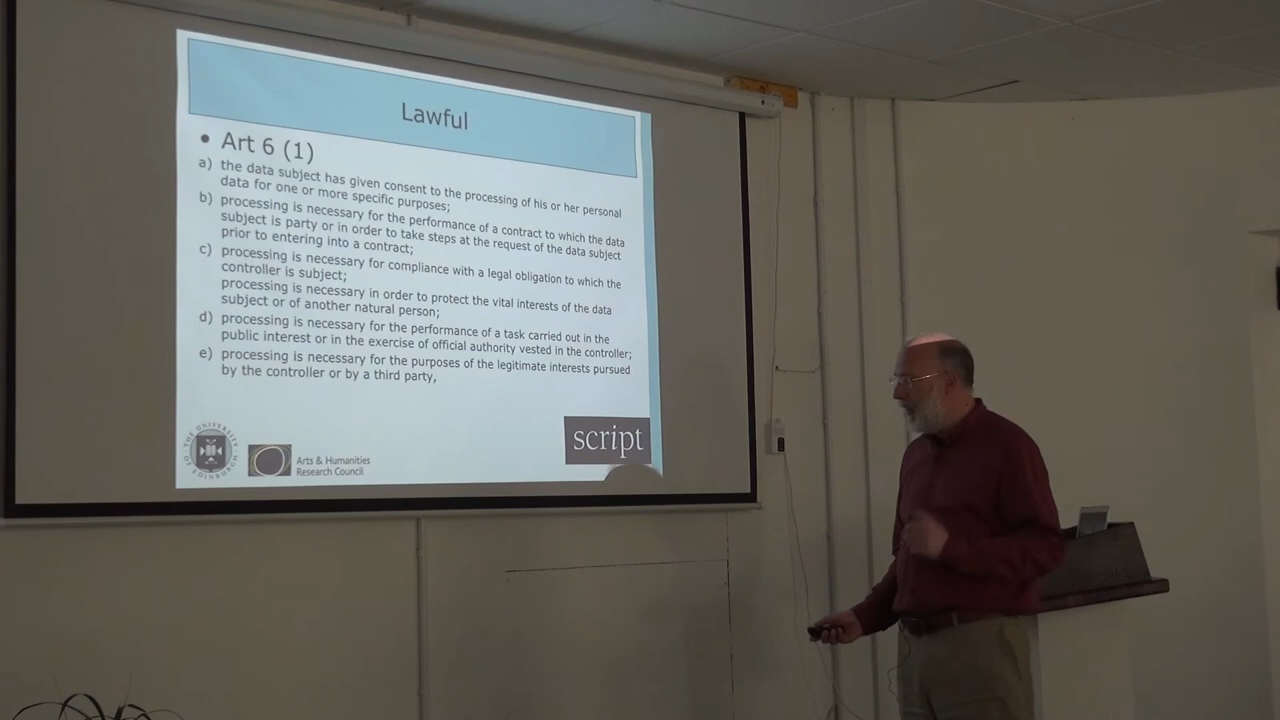 Lawful
• Art 6 (1)
a) the data subject has given consent to the processing of his or her personal
data for one or more specific purposes;
b) processing is necessary for the performance of a contract to which the data
subject is party or in order to take steps at the request of the data subject
prior to entering into a contract;
c) processing is necessary for compliance with a legal obligation to which the
controller is subject;
processing is necessary in order to protect the vital interests of the data
subject or of another natural person;
d) processing is necessary for the performance of a task carried out in the
public interest or in the exercise of official authority vested in the controller;
e) processing is necessary for the purposes of the legitimate interests pursued
by the controller or by a third party,
THE UNIVERSITY
OF EDINBURGH
Arts & Humanities
Research Council
script